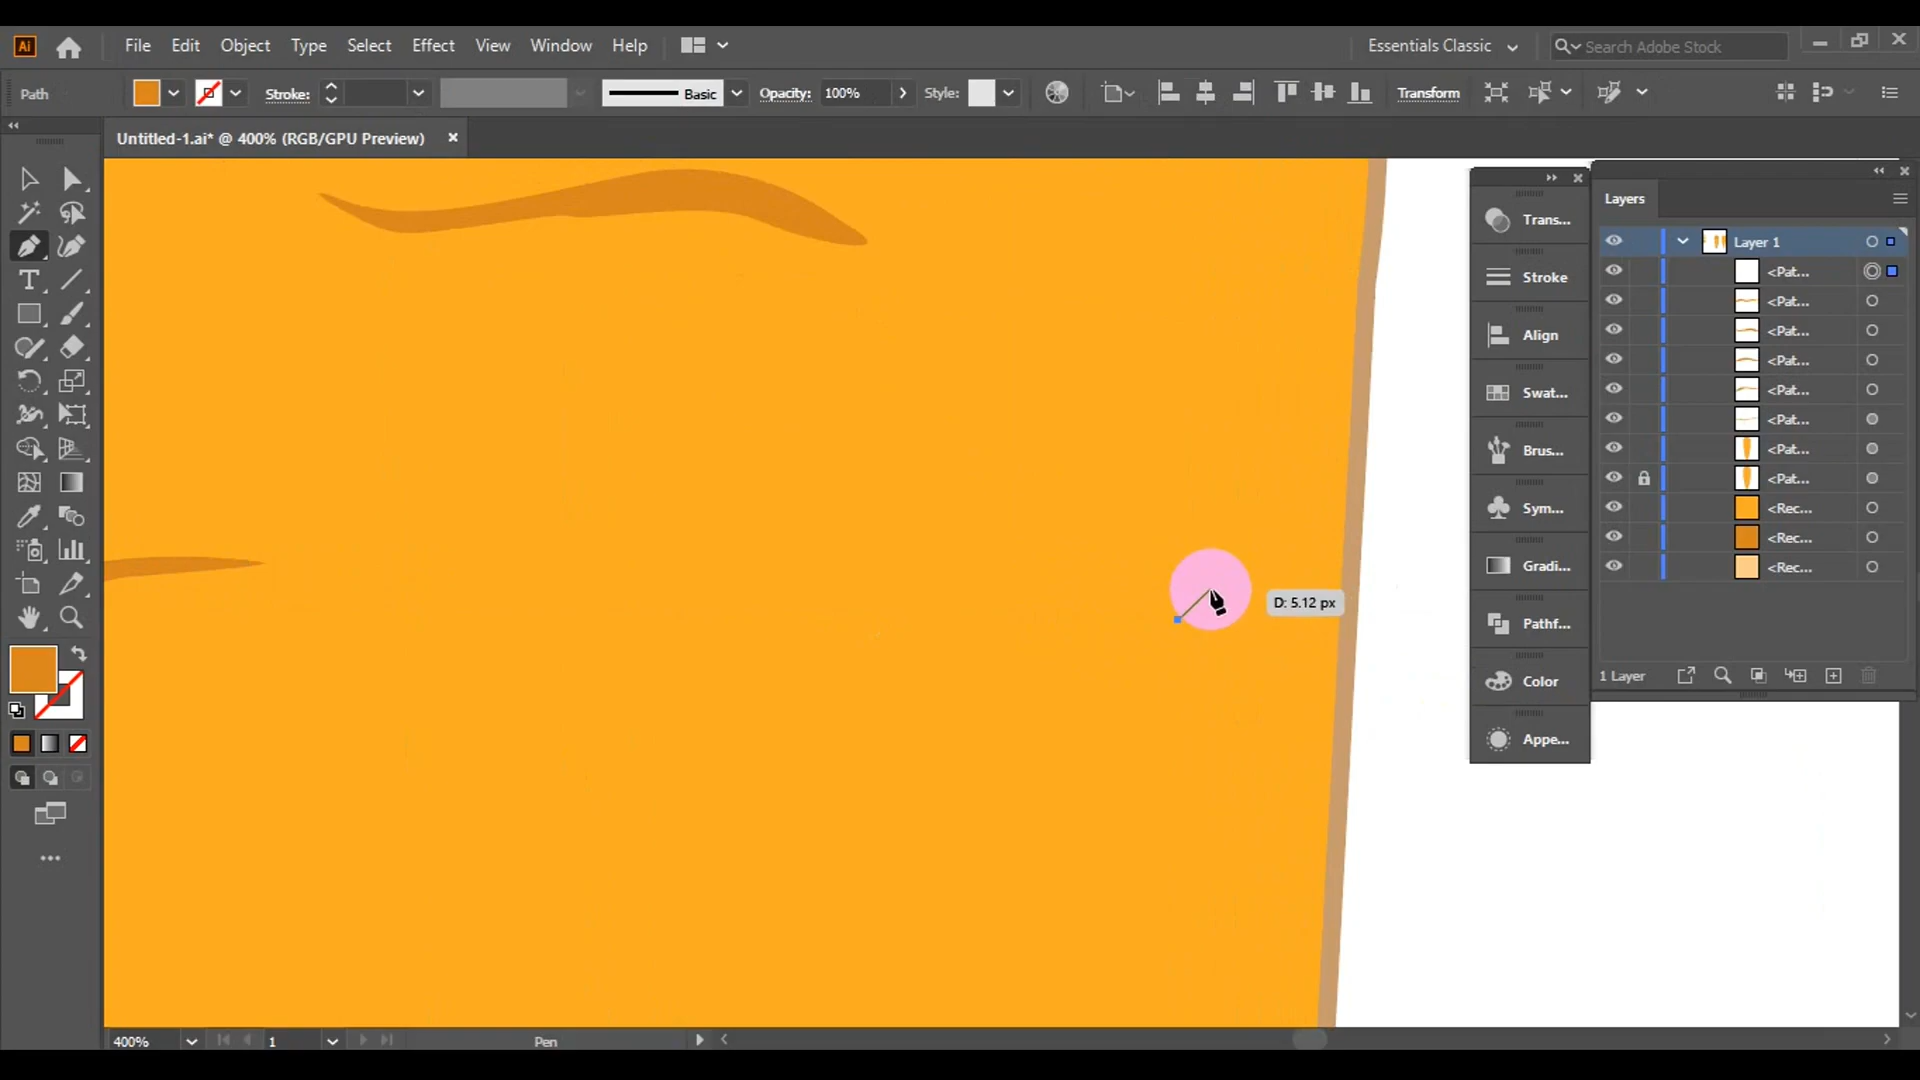 Ai File Edit Object Type Select Effect View Window Help Essentials Classic Search Adobe Stock
Path Stroke: Basic Opacity: 100% Style: Transform
Untitled-1.ai* @ 400% (RGB/GPU Preview)
Layers
Trans...
Layer 1
Stroke
<Pat...
<Pat...
Align
<Pat...
<Pat...
Swat...
<Pat...
<Pat...
Brus...
<Pat...
<Pat...
Sym...
<Rec...
<Rec...
Gradi...
<Rec...
D: 5.12 px
Pathf...
1 Layer
Color
Appe...
400% 1 Pen